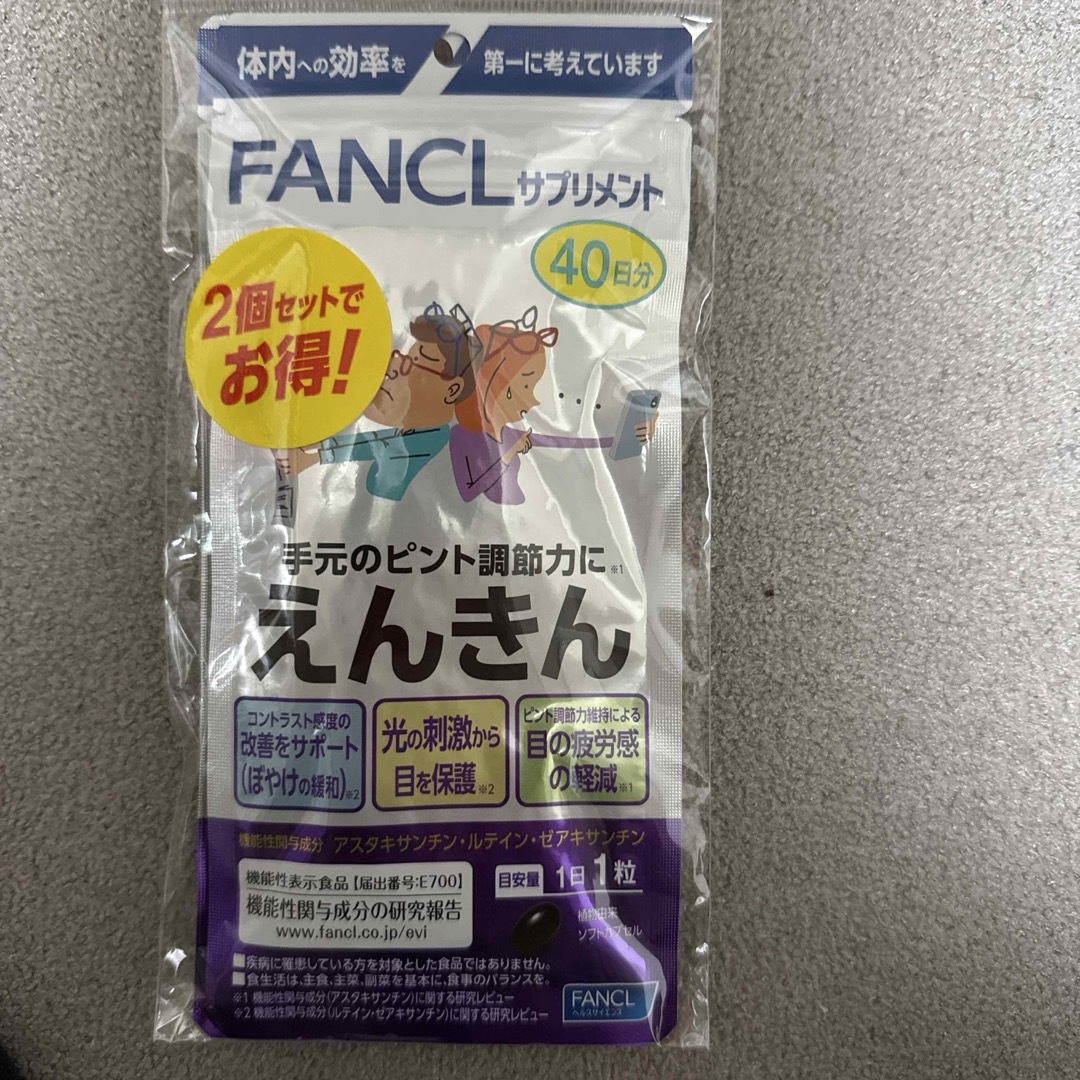 体内への効率を 第一に考えています
FANCL サプリメント
40日分
2個セットで
お得!
手元のピント調節力に※1
えんきん
コントラスト感度の
改善をサポート
(ぼやけの緩和)※2
光の刺激から
目を保護※2
ピント調節力維持による
目の疲労感
の軽減※1
機能性関与成分 アスタキサンチン・ルテイン・ゼアキサンチン
機能性表示食品【届出番号:E700】
機能性関与成分の研究報告
www.fancl.co.jp/evi
目安量 1日1粒
植物由来
ソフトカプセル
■疾病に罹患している方を対象とした食品ではありません。
■食生活は、主食、主菜、副菜を基本に、食事のバランスを。
※1 機能性関与成分(アスタキサンチン)に関する研究レビュー
※2 機能性関与成分(ルテイン・ゼアキサンチン)に関する研究レビュー
FANCL
ヘルスサイエンス